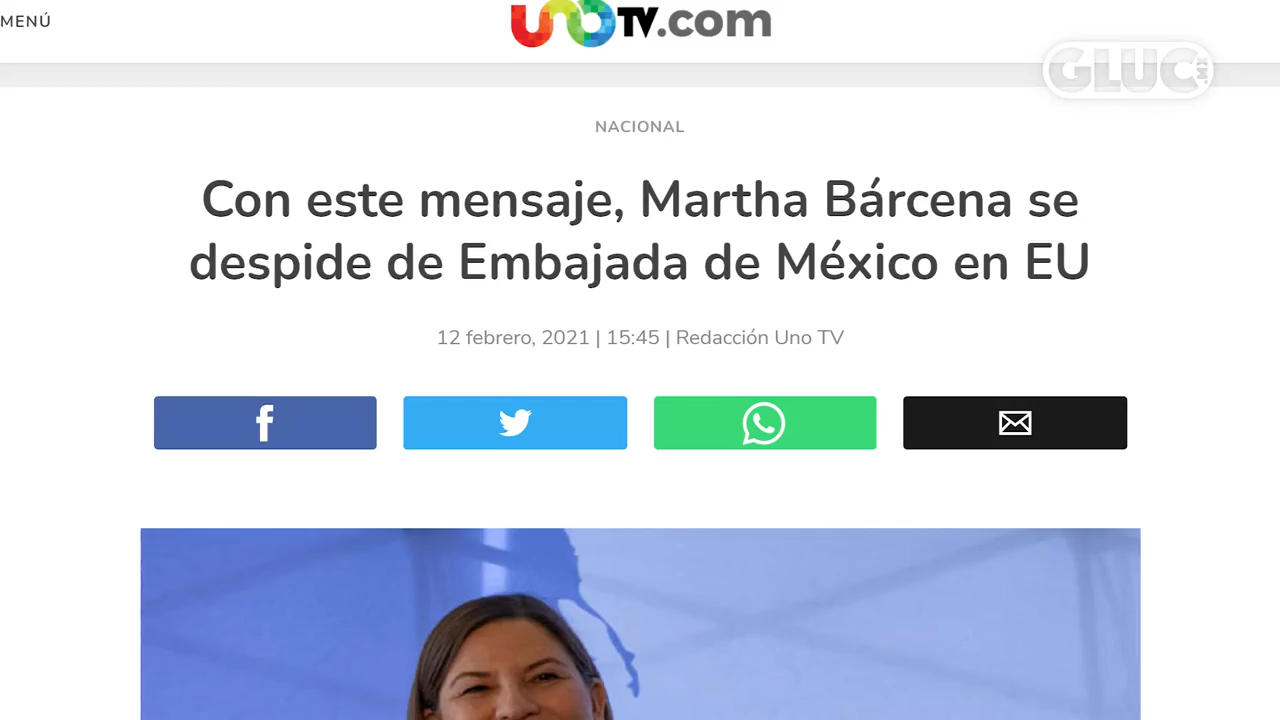 MENÚ
unoTV.com
GLUC.MX
NACIONAL
Con este mensaje, Martha Bárcena se
despide de Embajada de México en EU
12 febrero, 2021 | 15:45 | Redacción Uno TV